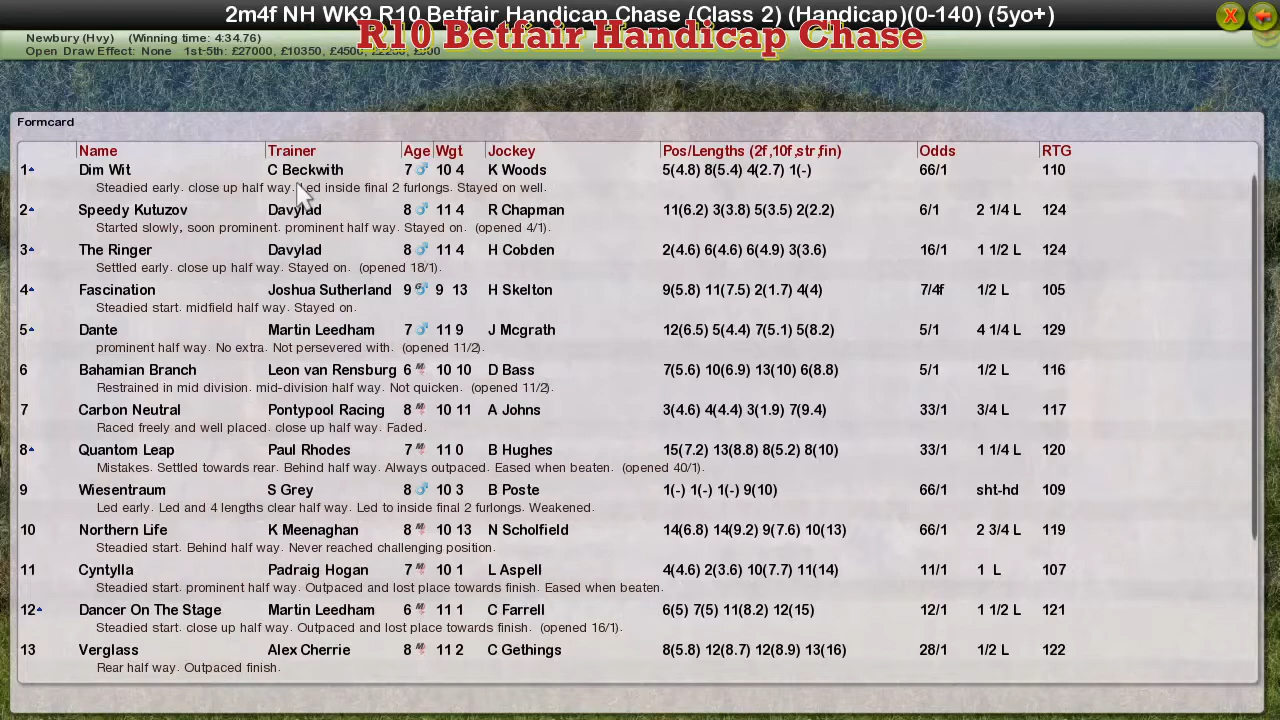 2m4f NH WK9 R10 Betfair Handicap Chase (Class 2) (Handicap)(0-140) (5yo+)
R10 Betfair Handicap Chase
Newbury (Hvy) (Winning time: 4:34.76)
Open Draw Effect: None 1st-5th: £27000, £10350, £4500,
Formcard
Name Trainer Age Wgt Jockey Pos/Lengths (2f,10f,str,fin) Odds RTG
1 Dim Wit C Beckwith 7 10 4 K Woods 5(4.8) 8(5.4) 4(2.7) 1(-) 66/1 110
Steadied early. close up half way. Led inside final 2 furlongs. Stayed on well.
2 Speedy Kutuzov Davylad 8 11 4 R Chapman 11(6.2) 3(3.8) 5(3.5) 2(2.2) 6/1 2 1/4 L 124
Started slowly, soon prominent. prominent half way. Stayed on. (opened 4/1).
3 The Ringer Davylad 8 11 4 H Cobden 2(4.6) 6(4.6) 6(4.9) 3(3.6) 16/1 1 1/2 L 124
Settled early. close up half way. Stayed on. (opened 18/1).
4 Fascination Joshua Sutherland 9 9 13 H Skelton 9(5.8) 11(7.5) 2(1.7) 4(4) 7/4f 1/2 L 105
Steadied start. midfield half way. Stayed on.
5 Dante Martin Leedham 7 11 9 J Mcgrath 12(6.5) 5(4.4) 7(5.1) 5(8.2) 5/1 4 1/4 L 129
prominent half way. No extra. Not persevered with. (opened 11/2).
6 Bahamian Branch Leon van Rensburg 6 10 10 D Bass 7(5.6) 10(6.9) 13(10) 6(8.8) 5/1 1/2 L 116
Restrained in mid division. mid-division half way. Not quicken. (opened 11/2).
7 Carbon Neutral Pontypool Racing 8 10 11 A Johns 3(4.6) 4(4.4) 3(1.9) 7(9.4) 33/1 3/4 L 117
Raced freely and well placed. close up half way. Faded.
8 Quantom Leap Paul Rhodes 7 11 0 B Hughes 15(7.2) 13(8.8) 8(5.2) 8(10) 33/1 1 1/4 L 120
Mistakes. Settled towards rear. Behind half way. Always outpaced. Eased when beaten. (opened 40/1).
9 Wiesentraum S Grey 8 10 3 B Poste 1(-) 1(-) 1(-) 9(10) 66/1 sht-hd 109
Led early. Led and 4 lengths clear half way. Led to inside final 2 furlongs. Weakened.
10 Northern Life K Meenaghan 8 10 13 N Scholfield 14(6.8) 14(9.2) 9(7.6) 10(13) 66/1 2 3/4 L 119
Steadied start. Behind half way. Never reached challenging position.
11 Cyntylla Padraig Hogan 7 10 1 L Aspell 4(4.6) 2(3.6) 10(7.7) 11(14) 11/1 1 L 107
Steadied start. prominent half way. Outpaced and lost place towards finish. Eased when beaten.
12 Dancer On The Stage Martin Leedham 6 11 1 C Farrell 6(5) 7(5) 11(8.2) 12(15) 12/1 1 1/2 L 121
Steadied start. close up half way. Outpaced and lost place towards finish. (opened 16/1).
13 Verglass Alex Cherrie 8 11 2 C Gethings 8(5.8) 12(8.7) 12(8.9) 13(16) 28/1 1/2 L 122
Rear half way. Outpaced finish.